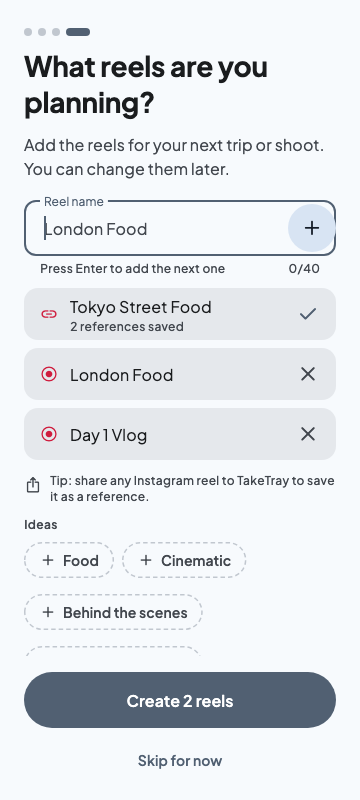 What reels are you
planning?
Add the reels for your next trip or shoot.
You can change them later.
Reel name
London Food
Press Enter to add the next one
0/40
Tokyo Street Food
2 references saved
London Food
Day 1 Vlog
Tip: share any Instagram reel to TakeTray to save
it as a reference.
Ideas
+ Food
+ Cinematic
+ Behind the scenes
Create 2 reels
Skip for now